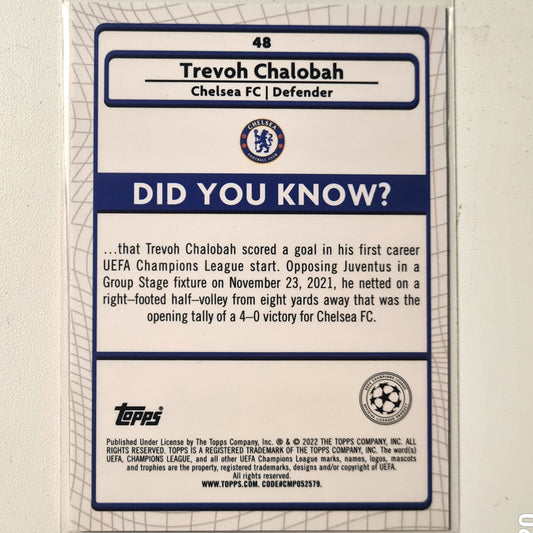 48
Trevoh Chalobah
Chelsea FC | Defender
CHELSEA
FOOTBALL CLUB
DID YOU KNOW?
...that Trevoh Chalobah scored a goal in his first career
UEFA Champions League start. Opposing Juventus in a
Group Stage fixture on November 23, 2021, he netted on a
right–footed half–volley from eight yards away that was the
opening tally of a 4–0 victory for Chelsea FC.
topps®
Published Under License by The Topps Company, Inc. ® & © 2022 THE TOPPS COMPANY, INC. ALL
RIGHTS RESERVED. TOPPS IS A REGISTERED TRADEMARK OF THE TOPPS COMPANY, INC. The word(s)
UEFA, CHAMPIONS LEAGUE, and all other UEFA Champions League marks, names, logos, mascots
and trophies are the property, registered trademarks, designs and/or copyright of UEFA.
All rights reserved.
WWW.TOPPS.COM. CODE#CMP052579.